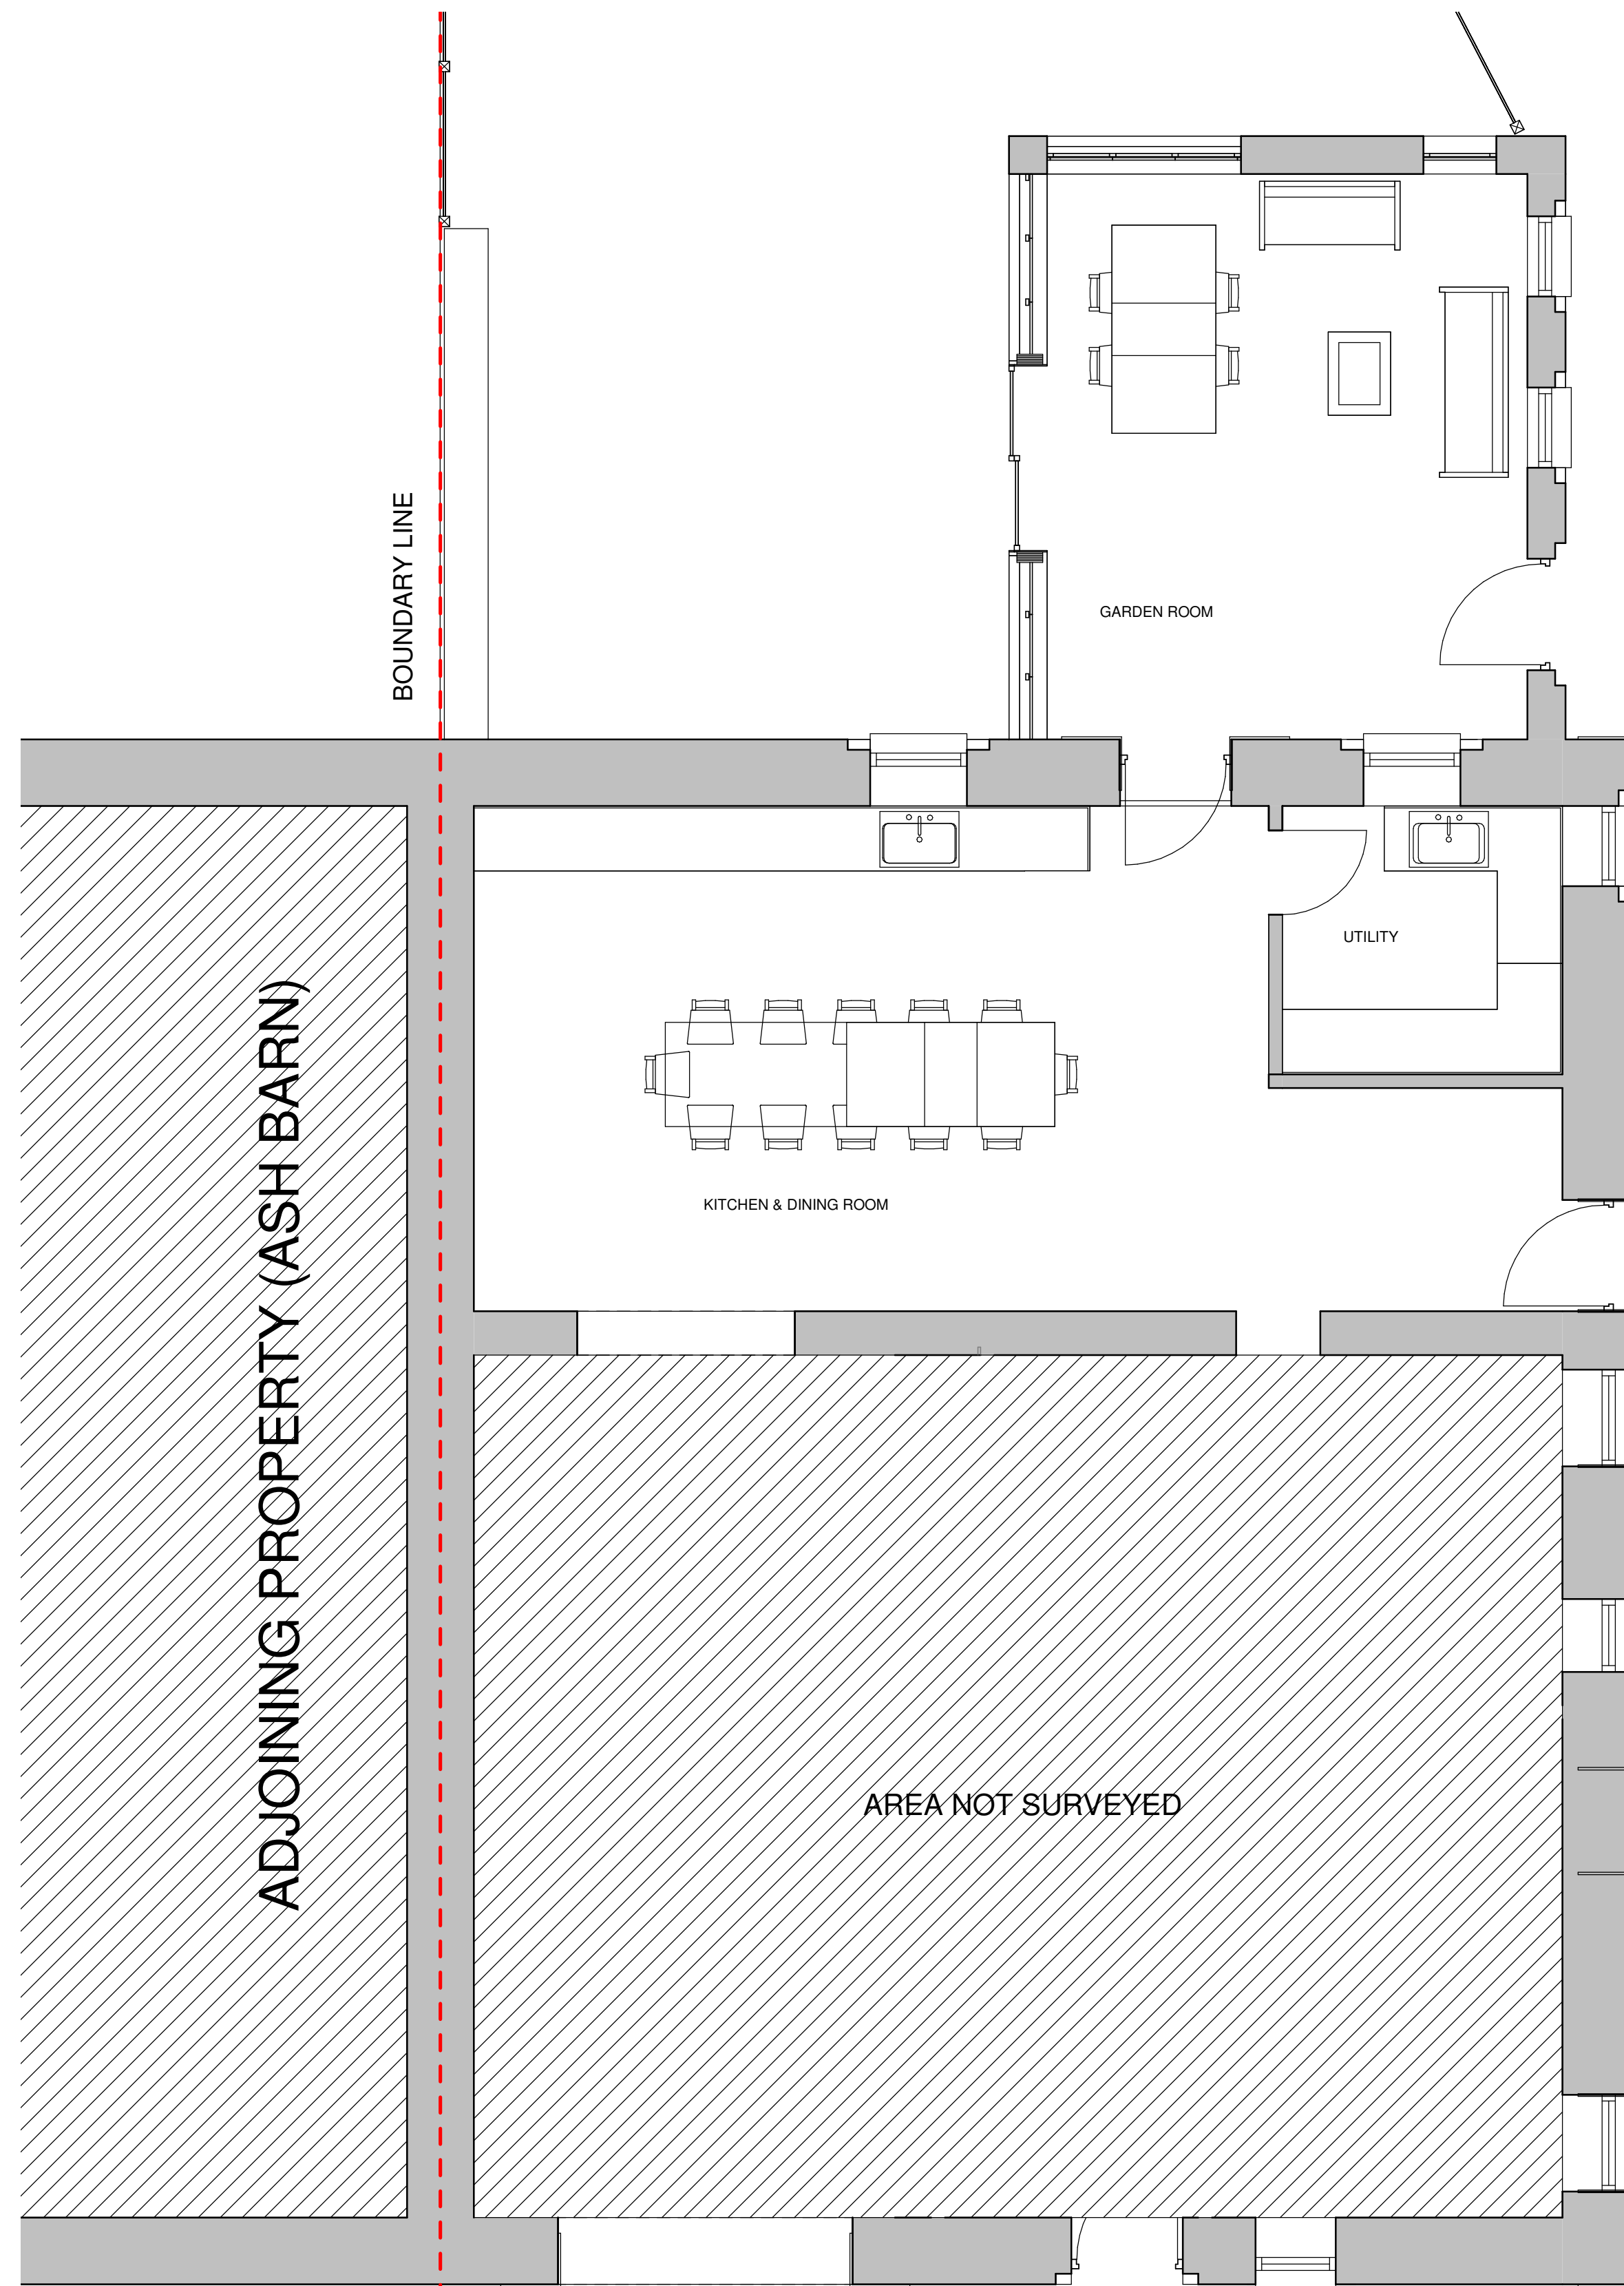 BOUNDARY LINE
GARDEN ROOM
UTILITY
ADJOINING PROPERTY (ASH BARN)
KITCHEN & DINING ROOM
AREA NOT SURVEYED